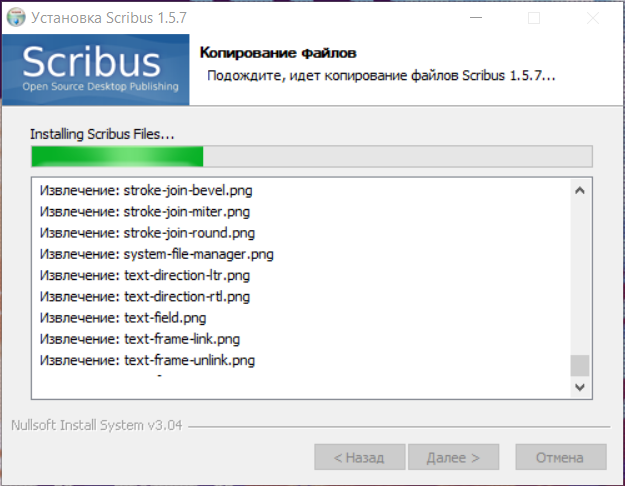 Установка Scribus 1.5.7
Scribus
Open Source Desktop Publishing
Копирование файлов
Подождите, идет копирование файлов Scribus 1.5.7...
Installing Scribus Files...
Извлечение: stroke-join-bevel.png
Извлечение: stroke-join-miter.png
Извлечение: stroke-join-round.png
Извлечение: system-file-manager.png
Извлечение: text-direction-ltr.png
Извлечение: text-direction-rtl.png
Извлечение: text-field.png
Извлечение: text-frame-link.png
Извлечение: text-frame-unlink.png
Nullsoft Install System v3.04
< Назад
Далее >
Отмена